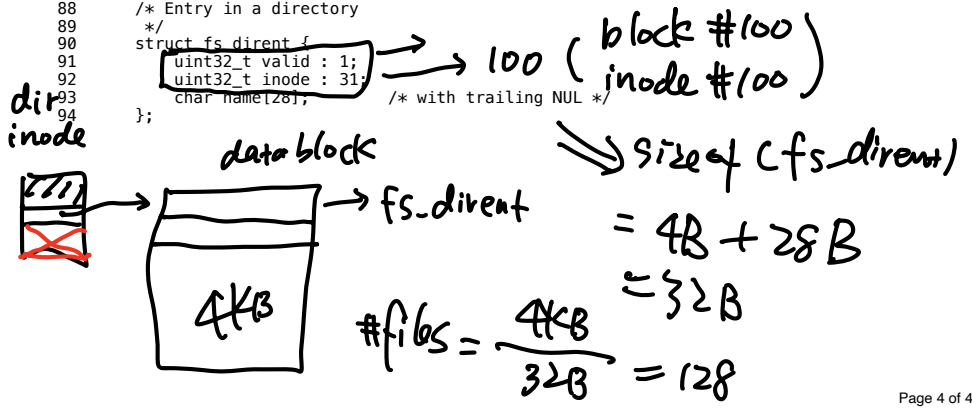 88 /* Entry in a directory
89 */
90 struct fs_dirent {
91 uint32_t valid : 1;
92 uint32_t inode : 31;
93 char name[28]; /* with trailing NUL */
94 };
100 ( block #100
inode #100 )
dir
inode
data block
4KB
fs_dirent
sizeof (fs_dirent)
= 4B + 28B
= 32B
#files = 4KB
32B = 128
Page 4 of 4